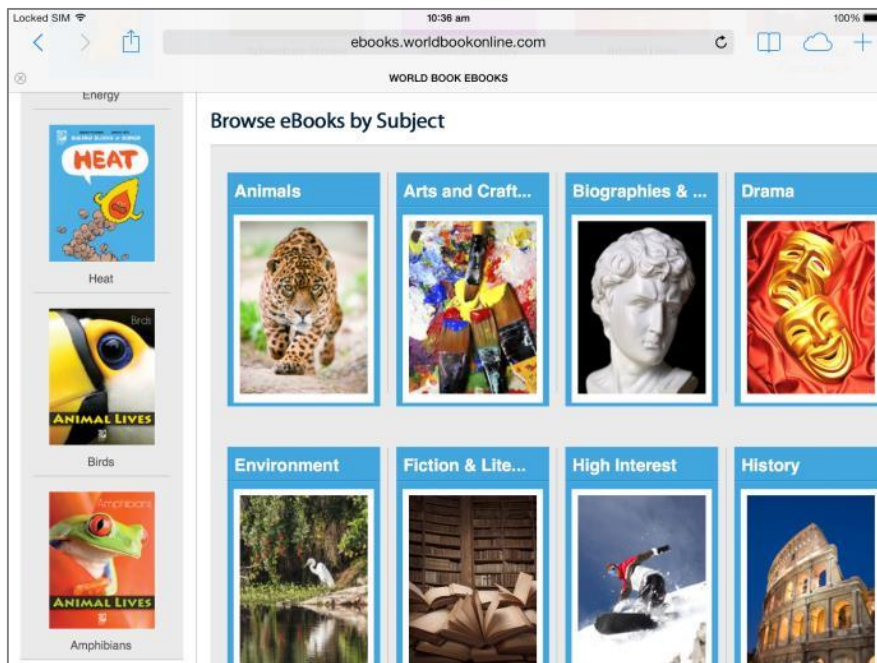 Locked SIM
10:36 am
100%
ebooks.worldbookonline.com
WORLD BOOK EBOOKS
Energy
HEAT
Heat
Birds
ANIMAL LIVES
Birds
Amphibians
ANIMAL LIVES
Amphibians
Browse eBooks by Subject
Animals
Arts and Craft...
Biographies & ...
Drama
Environment
Fiction & Lite...
High Interest
History